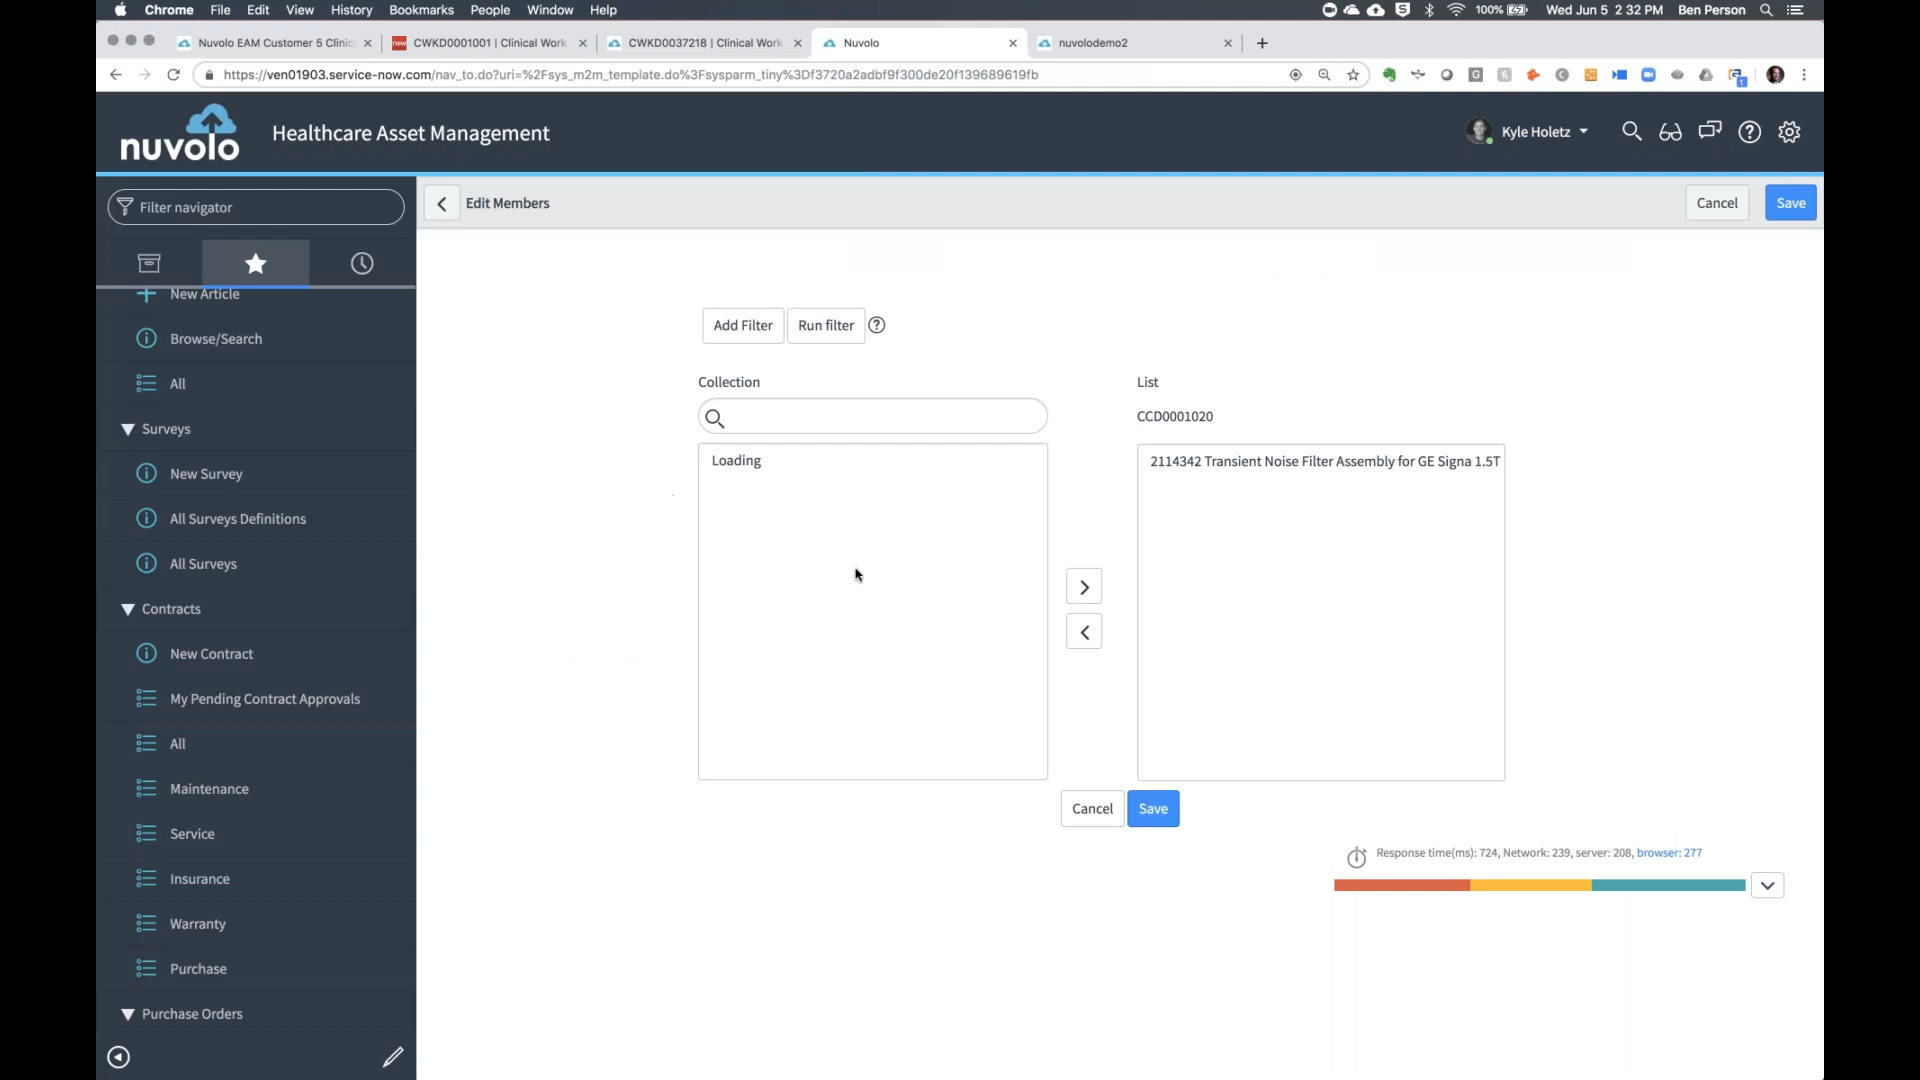 Chrome File Edit View History Bookmarks People Window Help 100% Wed Jun 5 2 32 PM Ben Person
Nuvolo EAM Customer 5 Clinic CWKD0001001 | Clinical Work CWKD0037218 | Clinical Work Nuvolo nuvolodemo2
https://ven01903.service-now.com/nav_to.do?uri=%2Fsys_m2m_template.do%3Fsysparm_tiny%3Df3720a2adbf9f300de20f139689619fb
nuvolo Healthcare Asset Management Kyle Holetz
Filter navigator
Edit Members Cancel Save
New Article
Browse/Search
All
Surveys
New Survey
All Surveys Definitions
All Surveys
Contracts
New Contract
My Pending Contract Approvals
All
Maintenance
Service
Insurance
Warranty
Purchase
Purchase Orders
Add Filter Run filter
Collection List
CCD0001020
Loading 2114342 Transient Noise Filter Assembly for GE Signa 1.5T
Cancel Save
Response time(ms): 724, Network: 239, server: 208, browser: 277